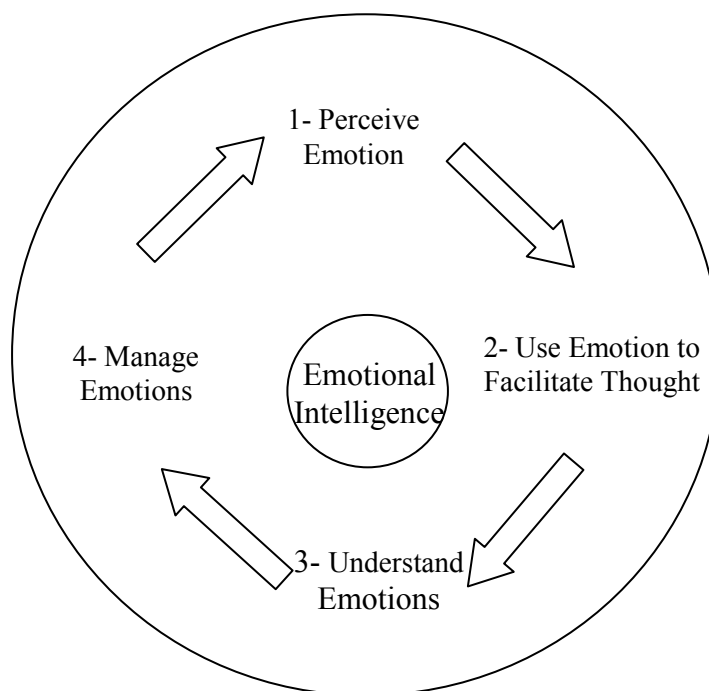 1- Perceive
Emotion
2- Use Emotion to
Facilitate Thought
3- Understand
Emotions
4- Manage
Emotions
Emotional
Intelligence